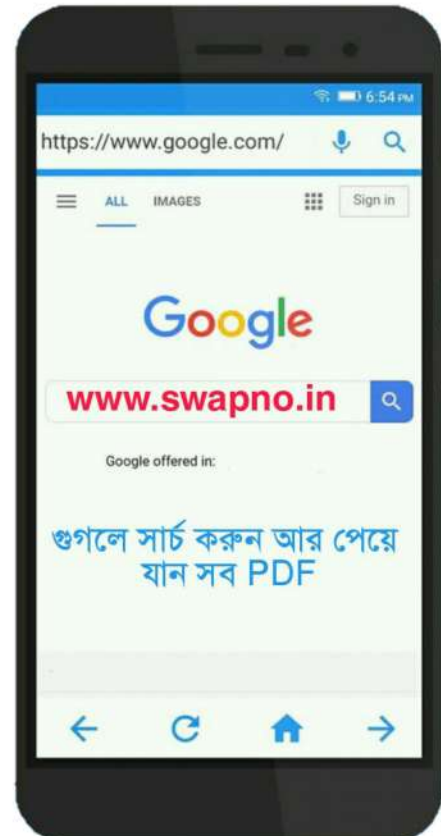 6:54 PM
https://www.google.com/
ALL IMAGES Sign in
Google
www.swapno.in
Google offered in:
গুগলে সার্চ করুন আর পেয়ে
যান সব PDF